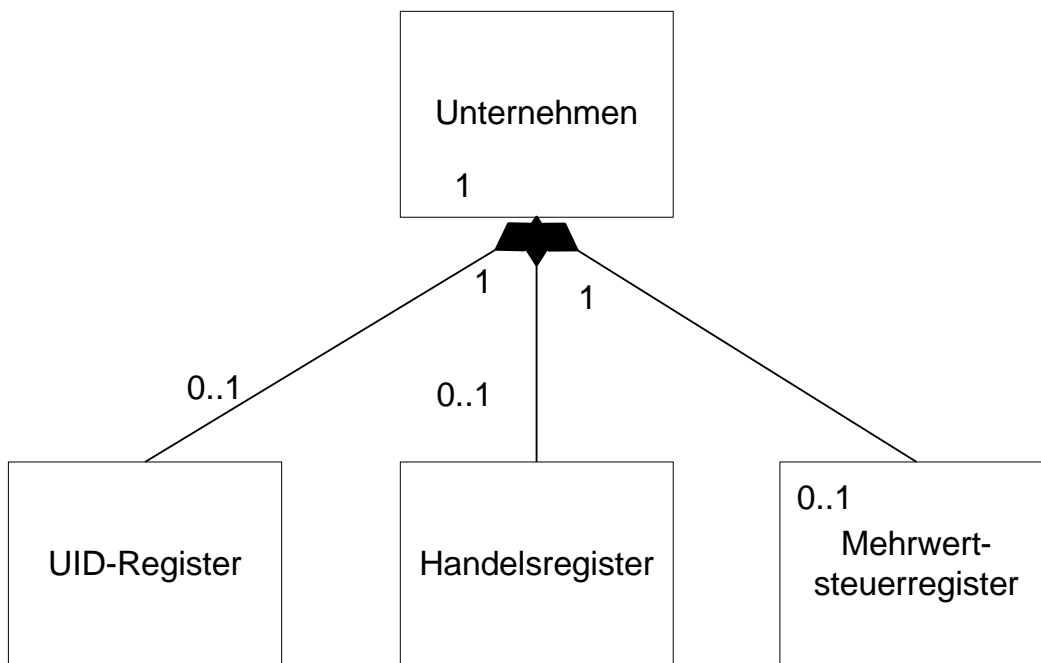 Unternehmen
1
1
1
0..1
0..1
0..1
UID-Register
Handelsregister
Mehrwert-
steuerregister